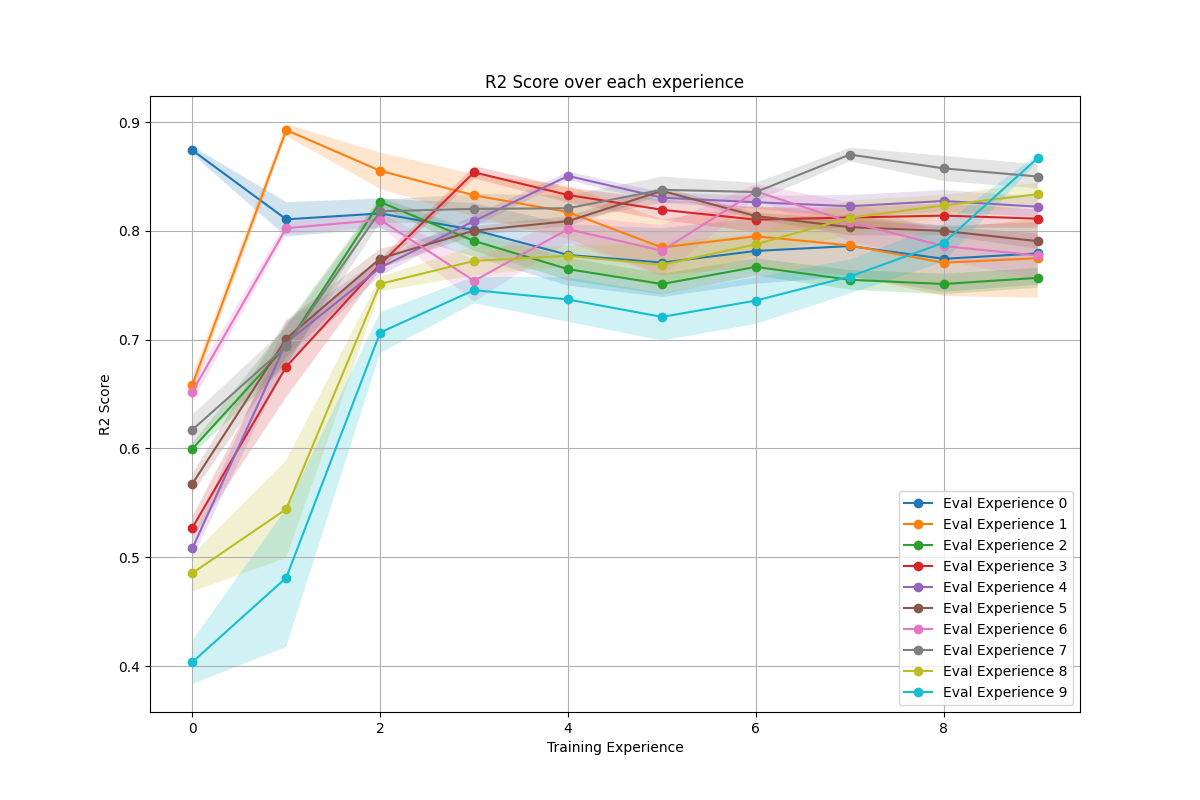 R2 Score over each experience
0.9
0.8
0.7
0.6
0.5
0.4
R2 Score
0 2 4 6 8
Training Experience
Eval Experience 0
Eval Experience 1
Eval Experience 2
Eval Experience 3
Eval Experience 4
Eval Experience 5
Eval Experience 6
Eval Experience 7
Eval Experience 8
Eval Experience 9